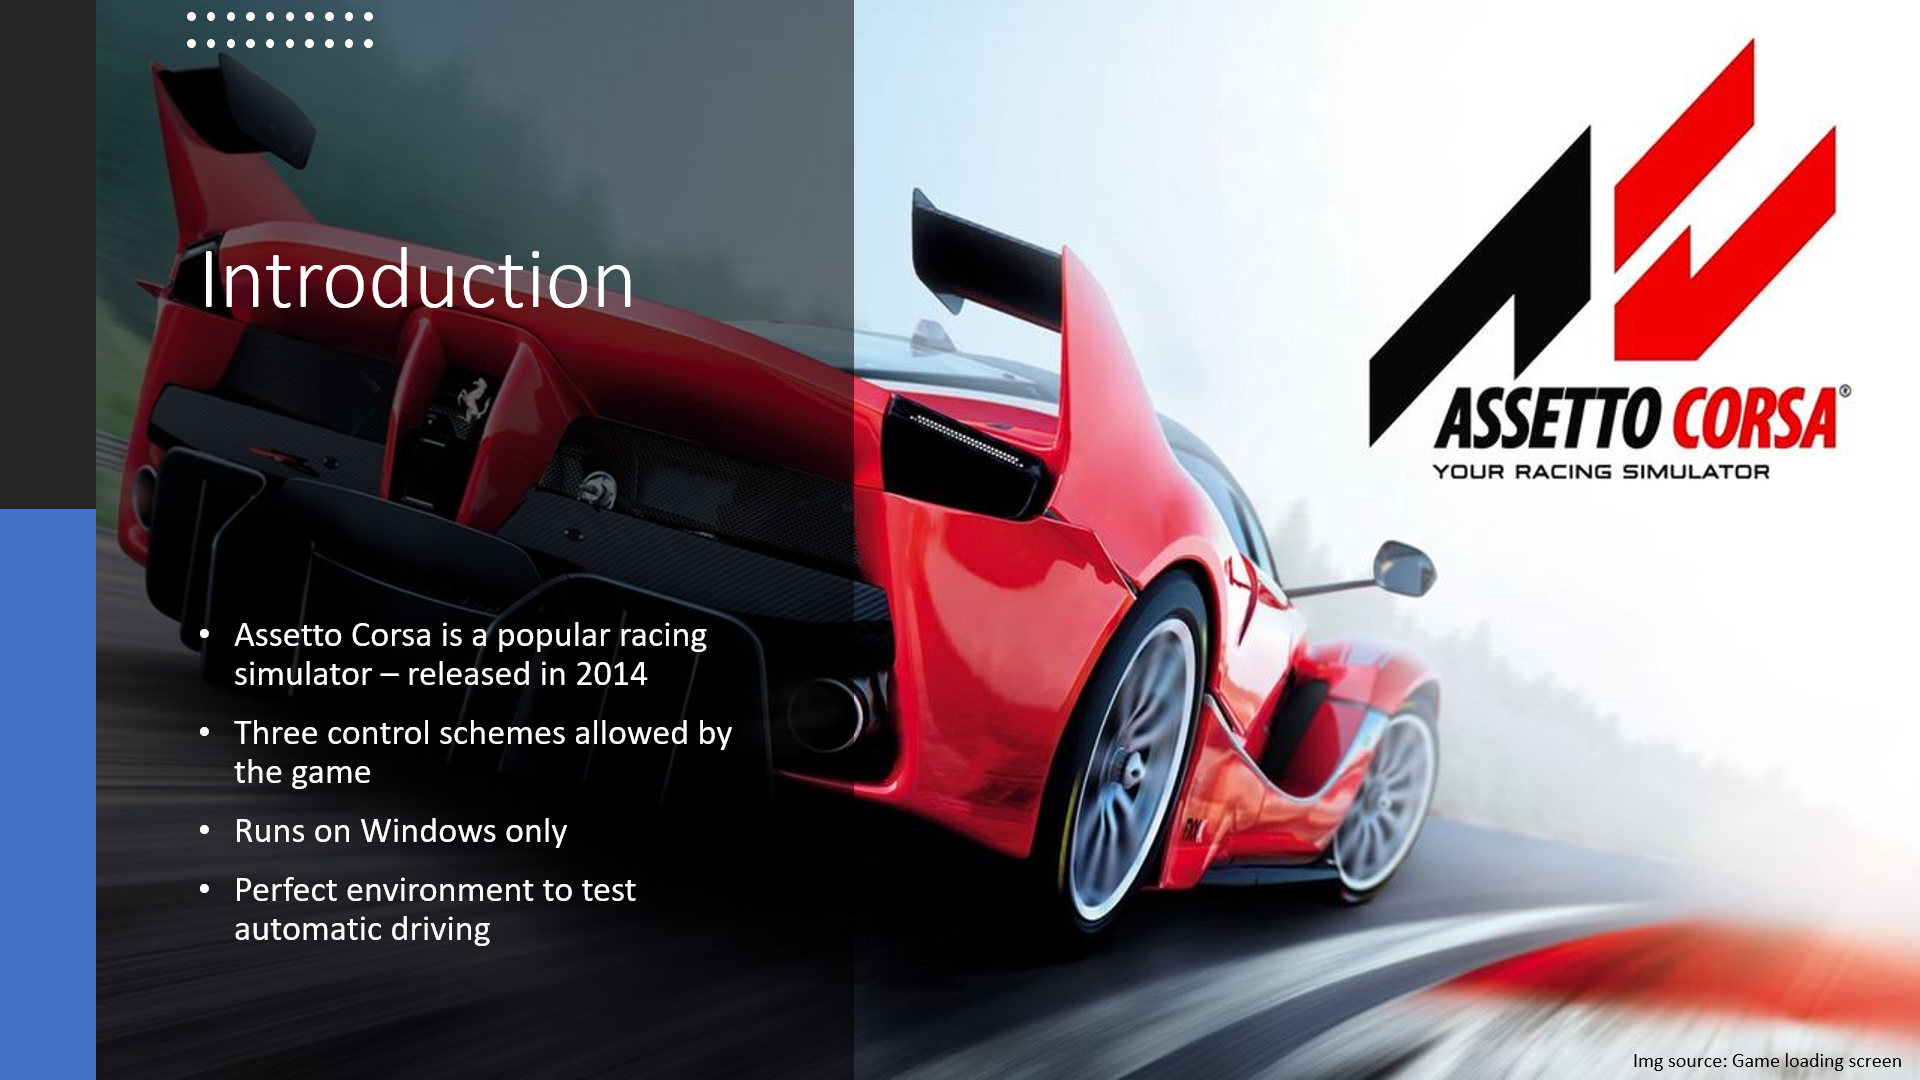 Introduction
• Assetto Corsa is a popular racing
simulator – released in 2014
• Three control schemes allowed by
the game
• Runs on Windows only
• Perfect environment to test
automatic driving
ASSETTO CORSA®
YOUR RACING SIMULATOR
Img source: Game loading screen